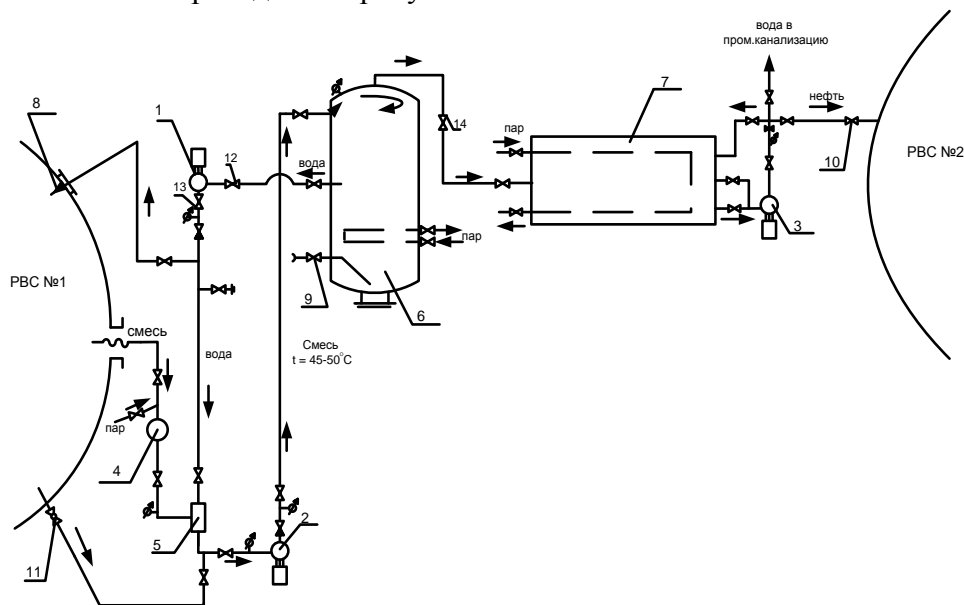 вода в
пром.канализацию
8
1
7
нефть
14
пар
12
вода
10
РВС №2
13
3
пар
РВС №1
9
6
смесь
Смесь
t = 45-50°С
вода
пар
4
2
5
11